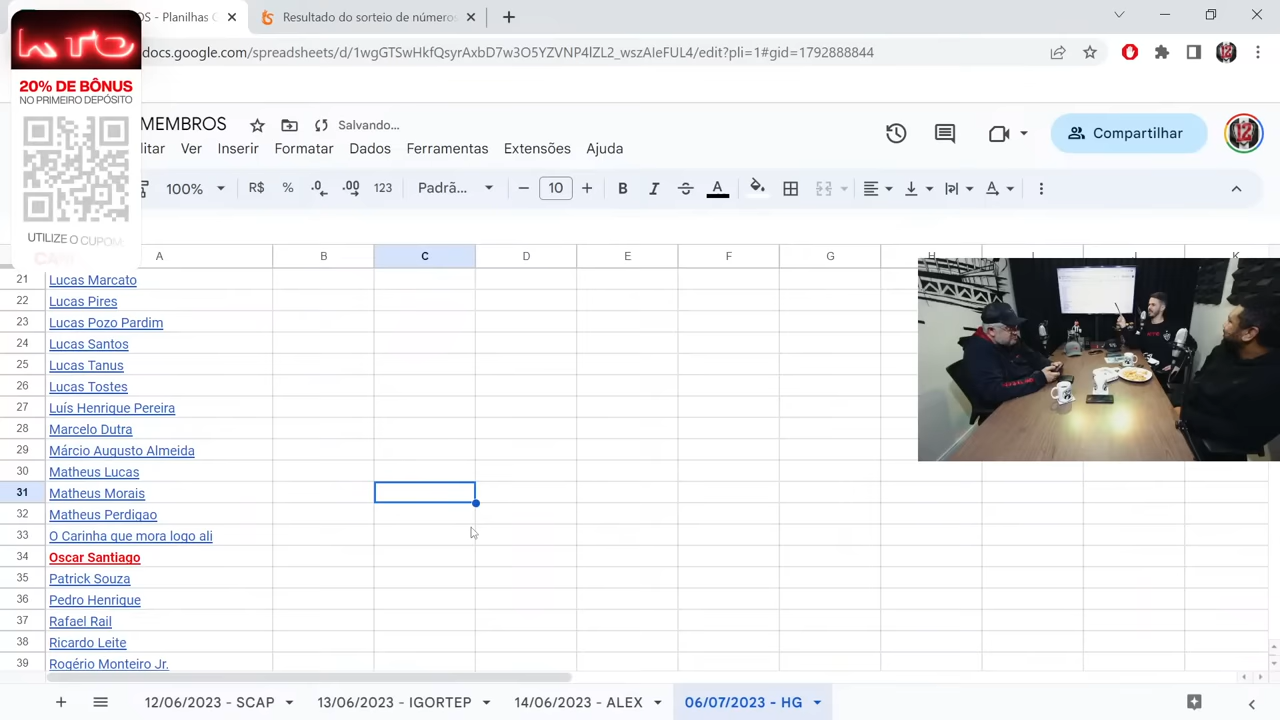 OS - Planilhas G
Resultado do sorteio de números
docs.google.com/spreadsheets/d/1wgGTSwHkfQsyrAxbD7w3O5YZVNP4lZL2_wszAIeFUL4/edit?pli=1#gid=1792888844
20% DE BÔNUS
NO PRIMEIRO DEPÓSITO
UTILIZE O CUPOM
MEMBROS
Salvando...
itar Ver Inserir Formatar Dados Ferramentas Extensões Ajuda
Compartilhar
100% R$ % .0 .00 123 Padrã... 10 B I S A
A B C D E F G H I J K
21 Lucas Marcato
22 Lucas Pires
23 Lucas Pozo Pardim
24 Lucas Santos
25 Lucas Tanus
26 Lucas Tostes
27 Luís Henrique Pereira
28 Marcelo Dutra
29 Márcio Augusto Almeida
30 Matheus Lucas
31 Matheus Morais
32 Matheus Perdigao
33 O Carinha que mora logo ali
34 Oscar Santiago
35 Patrick Souza
36 Pedro Henrique
37 Rafael Rail
38 Ricardo Leite
39 Rogério Monteiro Jr.
12/06/2023 - SCAP 13/06/2023 - IGORTEP 14/06/2023 - ALEX 06/07/2023 - HG